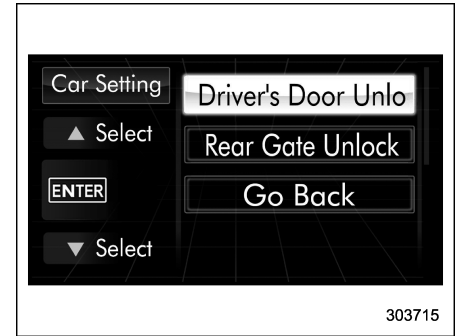 Car Setting
Driver's Door Unlo
▲ Select
Rear Gate Unlock
ENTER
Go Back
▼ Select
303715